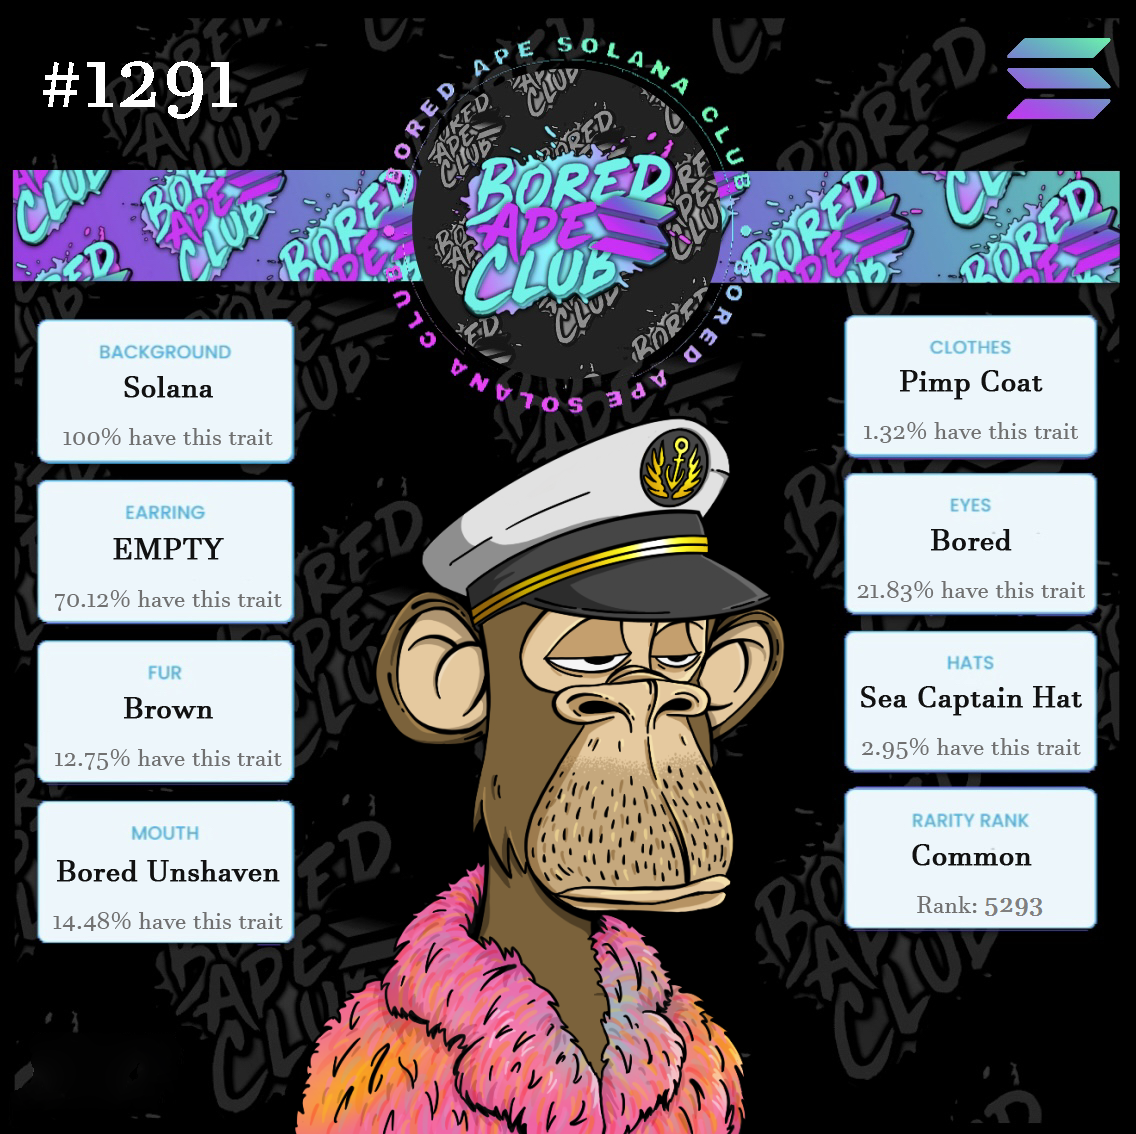 #1291
BORED APE SOLANA CLUB
BORED APE SOLANA CLUB
BORED
APE
CLUB
BACKGROUND
Solana
100% have this trait
EARRING
EMPTY
70.12% have this trait
FUR
Brown
12.75% have this trait
MOUTH
Bored Unshaven
14.48% have this trait
CLOTHES
Pimp Coat
1.32% have this trait
EYES
Bored
21.83% have this trait
HATS
Sea Captain Hat
2.95% have this trait
RARITY RANK
Common
Rank: 5293